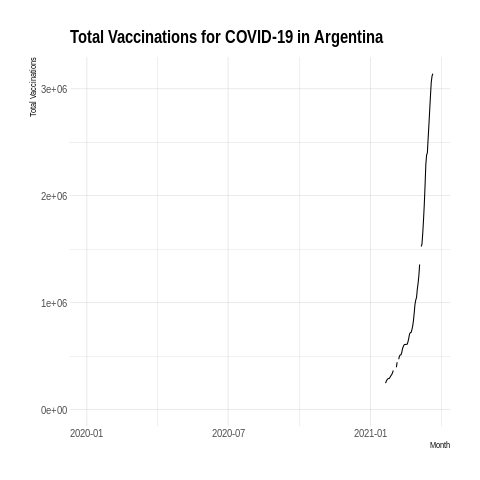 Total Vaccinations for COVID-19 in Argentina
Total Vaccinations
3e+06
2e+06
1e+06
0e+00
2020-01 2020-07 2021-01
Month